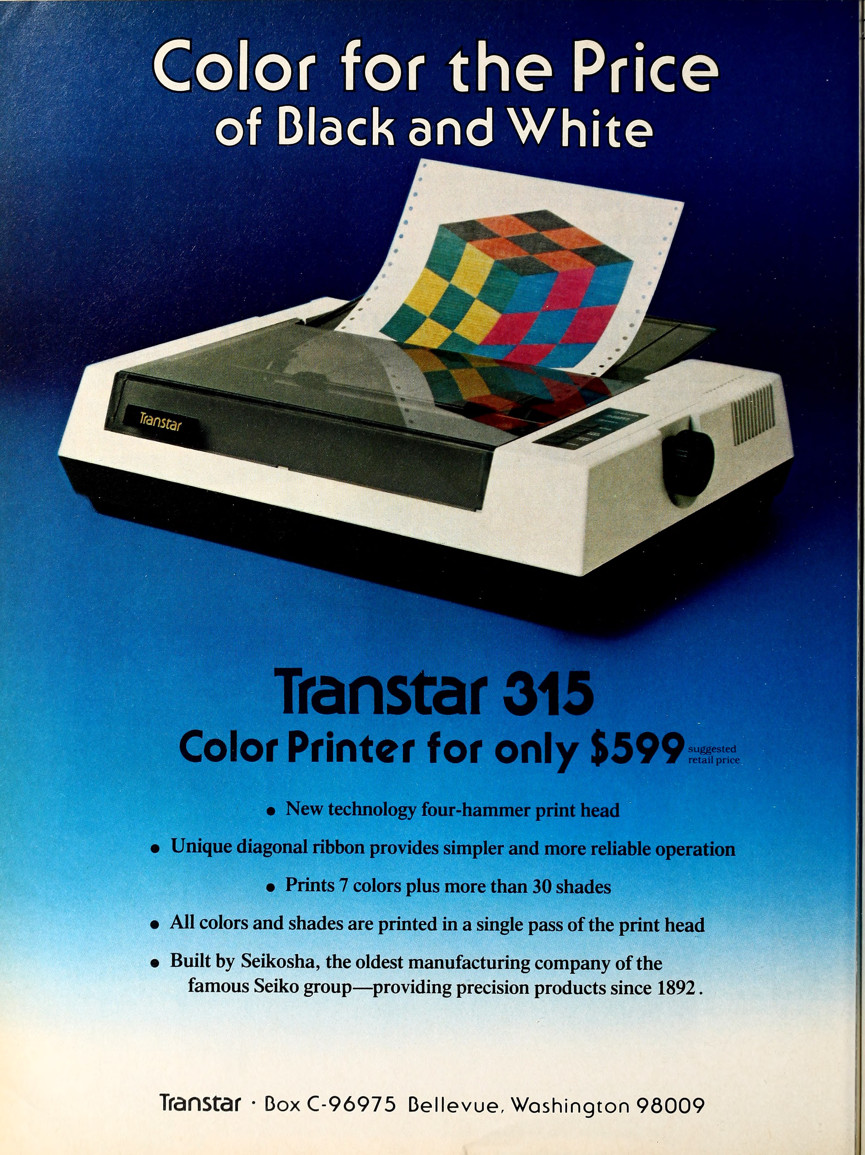 Color for the Price
of Black and White
Transtar
Transtar 315
Color Printer for only $599 suggested
retail price
• New technology four-hammer print head
• Unique diagonal ribbon provides simpler and more reliable operation
• Prints 7 colors plus more than 30 shades
• All colors and shades are printed in a single pass of the print head
• Built by Seikosha, the oldest manufacturing company of the
famous Seiko group—providing precision products since 1892.
Transtar · Box C-96975 Bellevue, Washington 98009